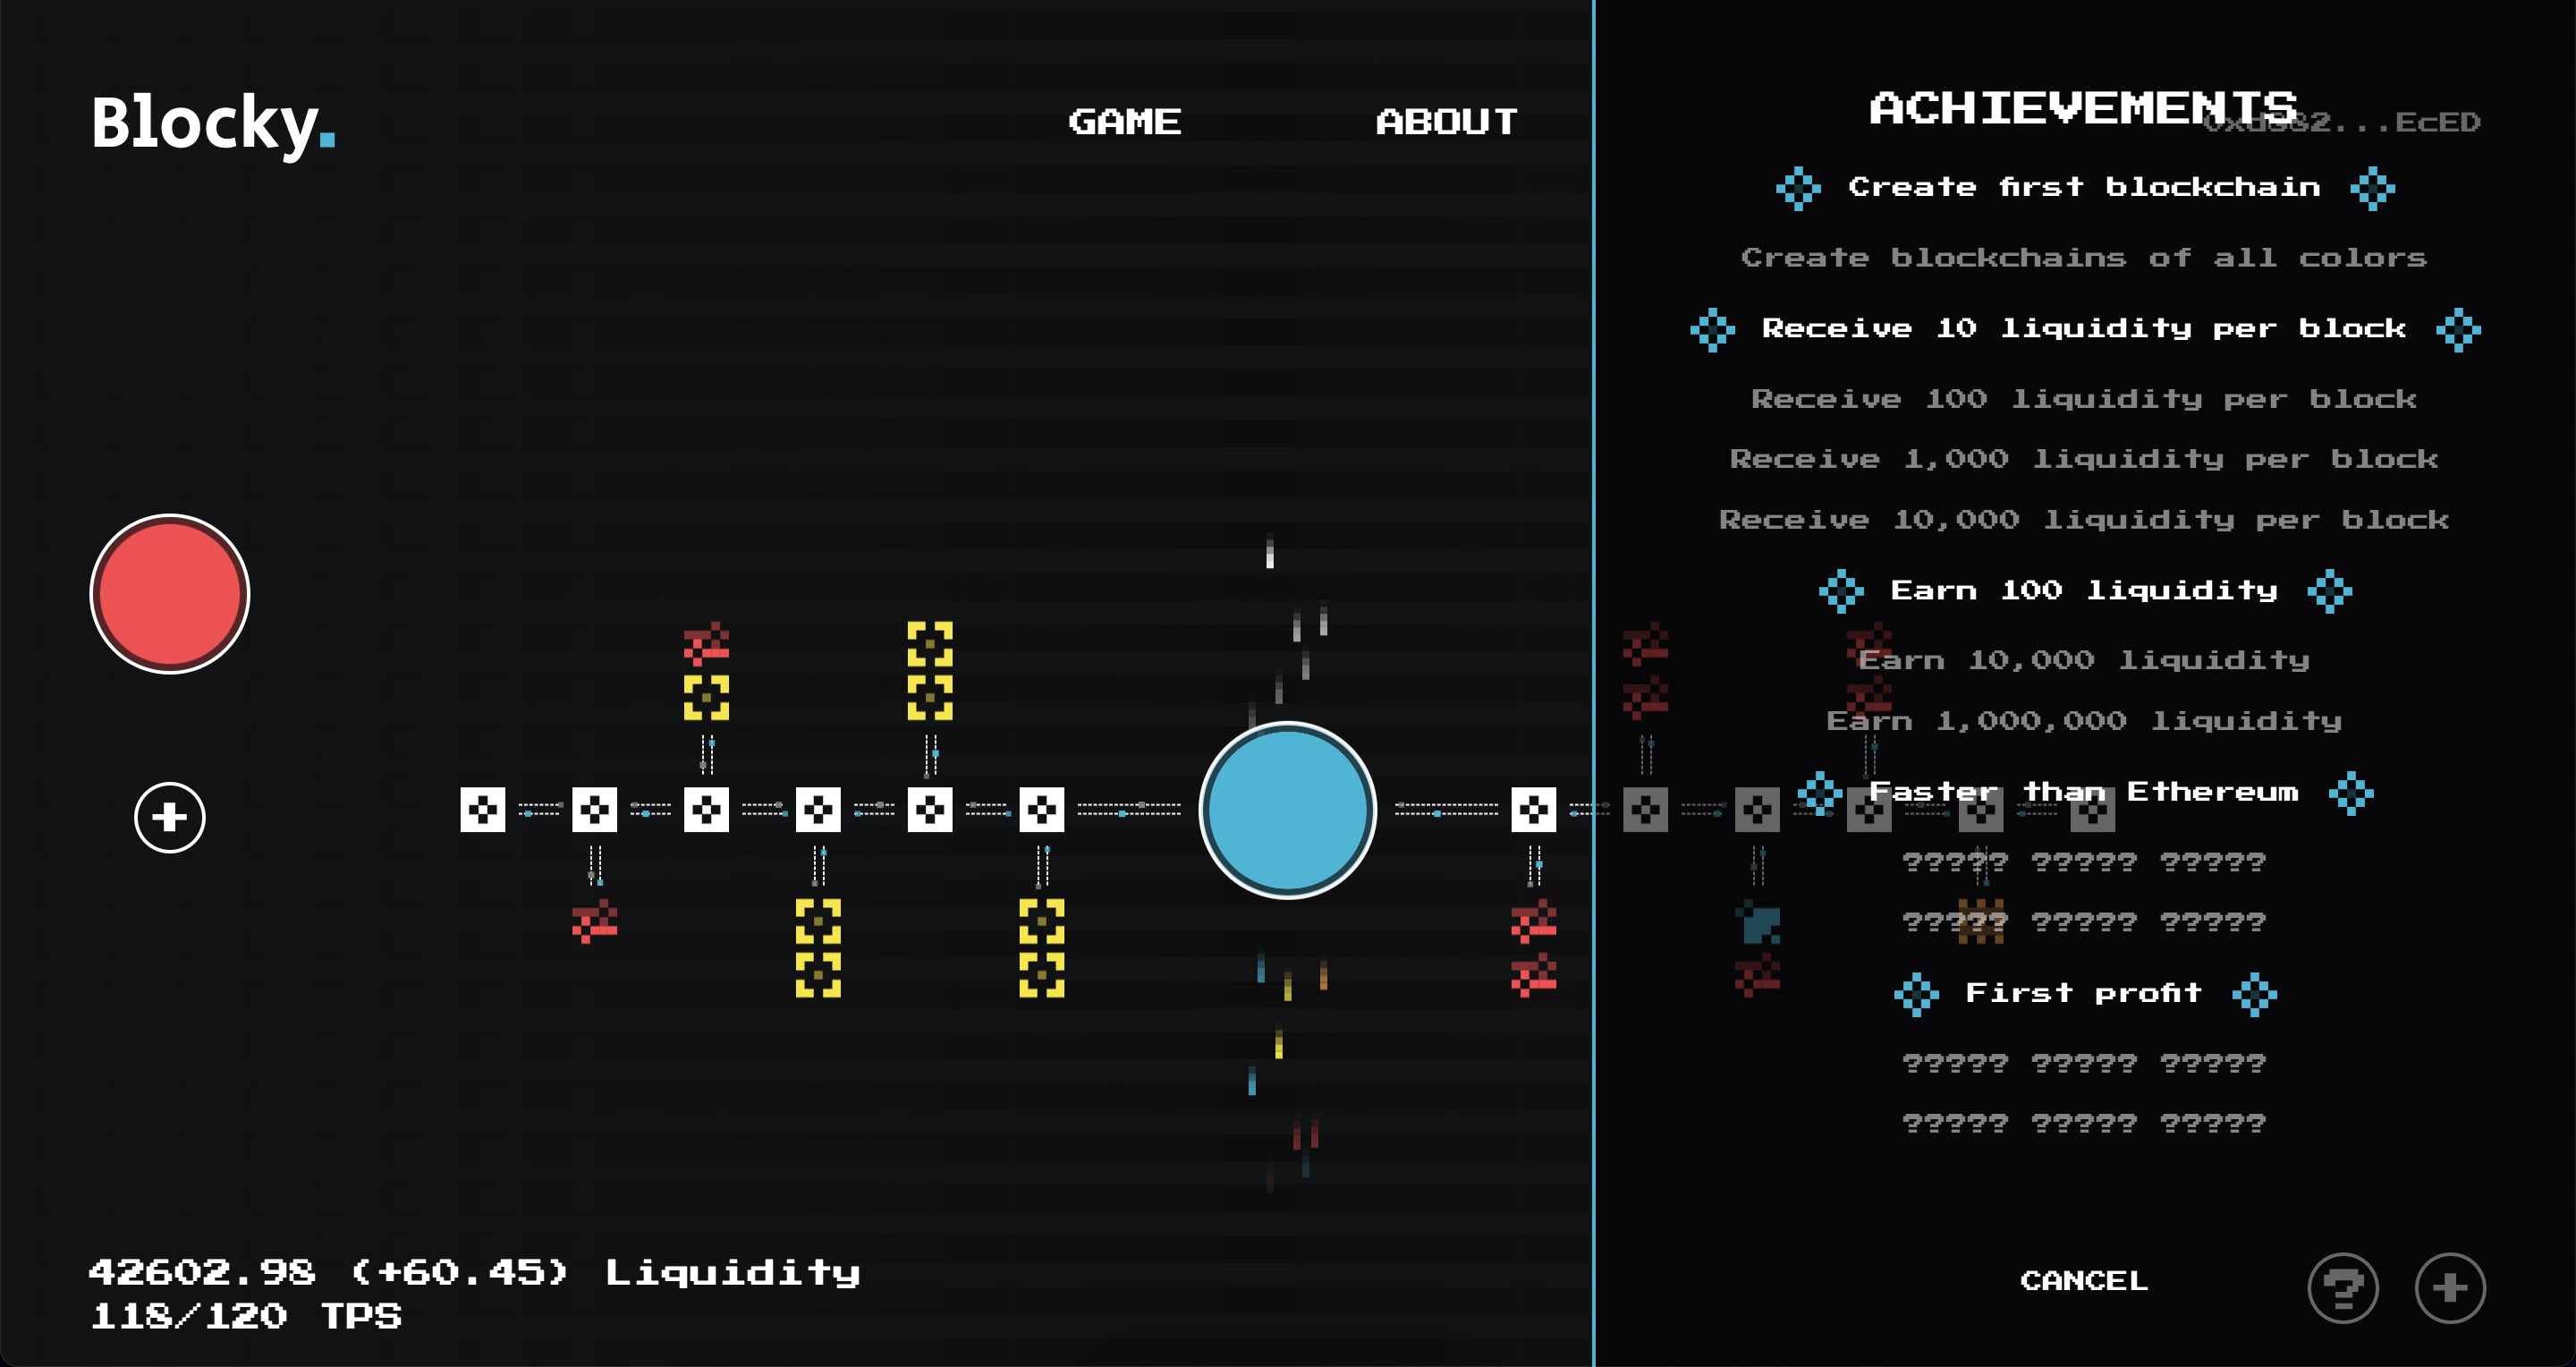 Blocky.
GAME
ABOUT
ACHIEVEMENTS
0xd882...EcED
Create first blockchain
Create blockchains of all colors
Receive 10 liquidity per block
Receive 100 liquidity per block
Receive 1,000 liquidity per block
Receive 10,000 liquidity per block
Earn 100 liquidity
Earn 10,000 liquidity
Earn 1,000,000 liquidity
Faster than Ethereum
????? ????? ?????
????? ????? ?????
First profit
????? ????? ?????
????? ????? ?????
42602.98 (+60.45) Liquidity
118/120 TPS
CANCEL
?